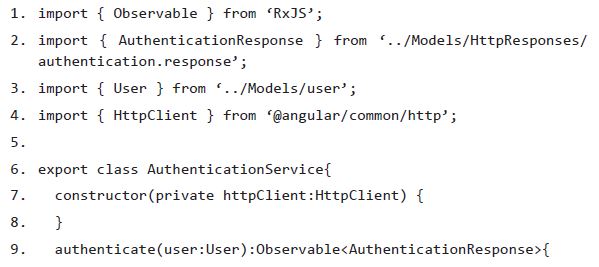 1. import { Observable } from ‘RxJS’;
2. import { AuthenticationResponse } from ‘../Models/HttpResponses/
authentication.response’;
3. import { User } from ‘../Models/user’;
4. import { HttpClient } from ‘@angular/common/http’;
5.
6. export class AuthenticationService{
7. constructor(private httpClient:HttpClient) {
8. }
9. authenticate(user:User):Observable<AuthenticationResponse>{